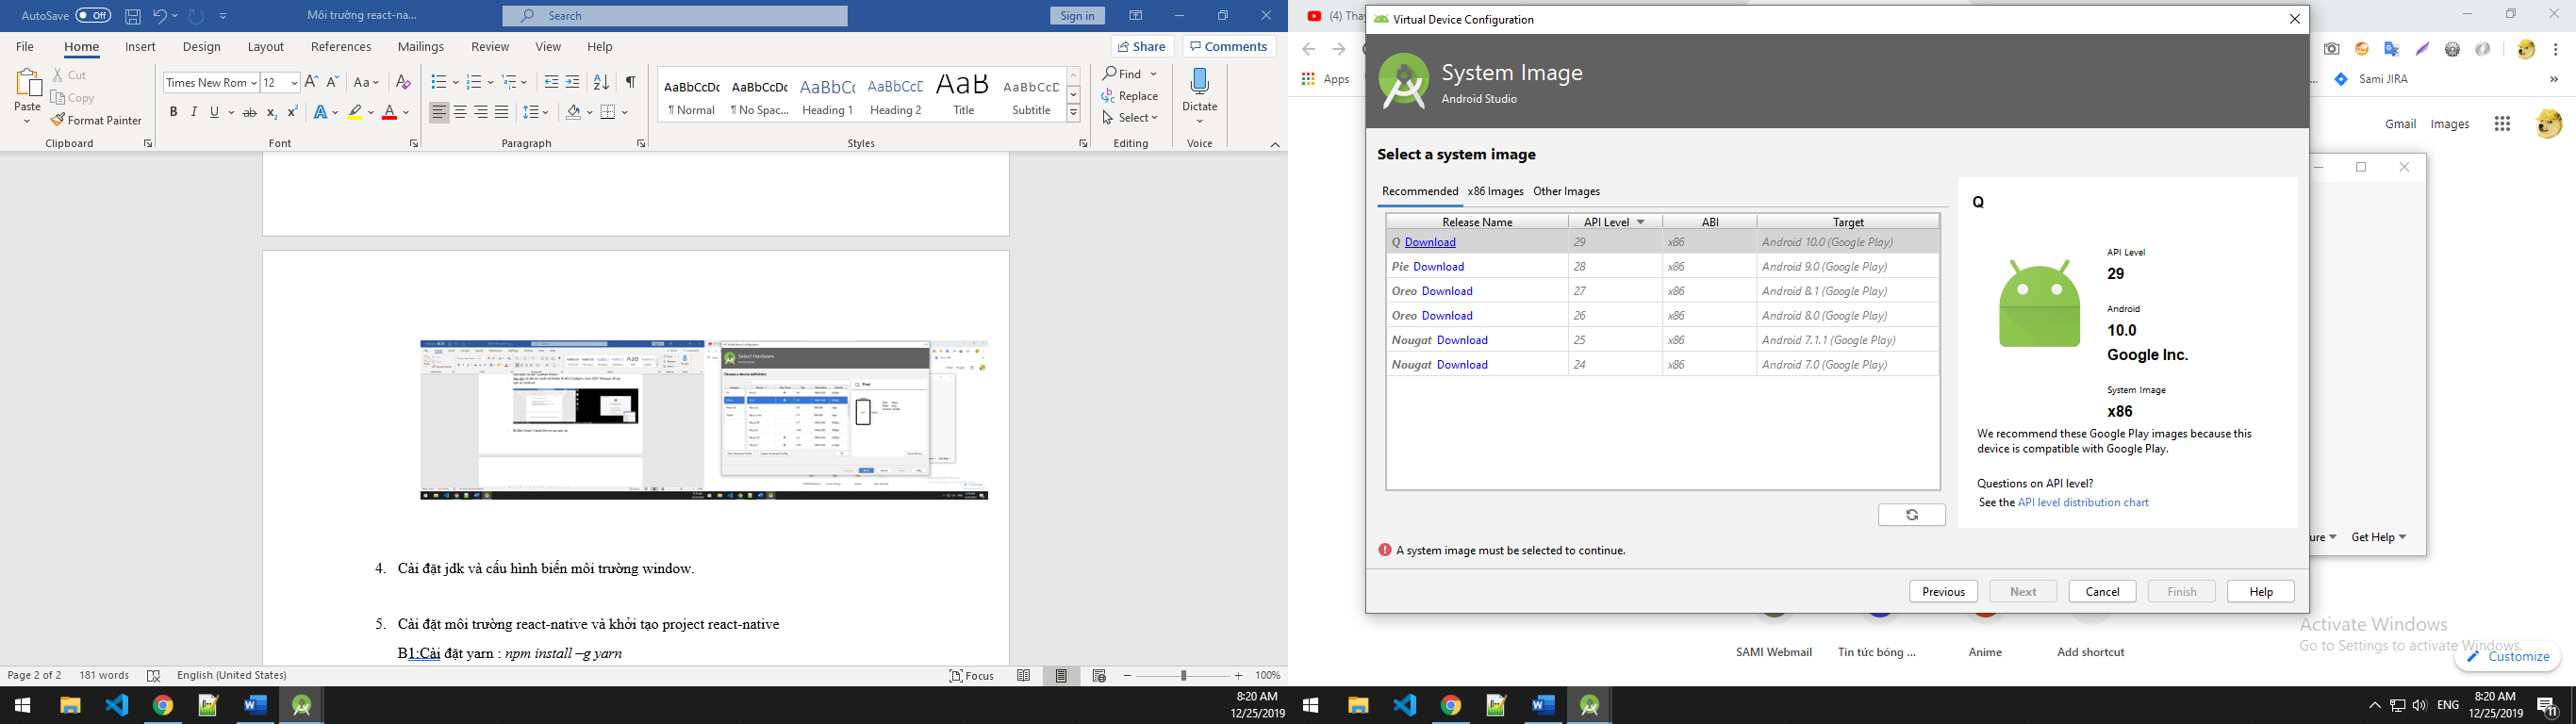 AutoSave Off
Môi trường react-na...
Search
Sign in
File Home Insert Design Layout References Mailings Review View Help
Share Comments
Paste
Cut
Copy
Format Painter
Clipboard
Times New Rom 12
Font
Paragraph
AaBbCcDc AaBbCcDc AaBbCc AaBbCcD AaB AaBbCcD
¶ Normal ¶ No Spac... Heading 1 Heading 2 Title Subtitle
Styles
Find
Replace
Select
Editing
Dictate
Voice
Select Hardware
4. Cài đặt jdk và cấu hình biến môi trường window.
5. Cài đặt môi trường react-native và khởi tạo project react-native
B1:Cài đặt yarn : npm install –g yarn
Page 2 of 2 181 words English (United States) Focus 100%
8:20 AM
12/25/2019
(4) Thay
Apps
Sami JIRA
Gmail Images
Virtual Device Configuration
System Image
Android Studio
Select a system image
Recommended x86 Images Other Images
Release Name API Level ABI Target
Q Download 29 x86 Android 10.0 (Google Play)
Pie Download 28 x86 Android 9.0 (Google Play)
Oreo Download 27 x86 Android 8.1 (Google Play)
Oreo Download 26 x86 Android 8.0 (Google Play)
Nougat Download 25 x86 Android 7.1.1 (Google Play)
Nougat Download 24 x86 Android 7.0 (Google Play)
Q
API Level
29
Android
10.0
Google Inc.
System Image
x86
We recommend these Google Play images because this
device is compatible with Google Play.
Questions on API level?
See the API level distribution chart
A system image must be selected to continue.
Previous Next Cancel Finish Help
ure Get Help
Activate Windows
Go to Settings to activate Windows.
SAMI Webmail Tin tức bóng ... Anime Add shortcut
Customize
ENG
8:20 AM
12/25/2019
11